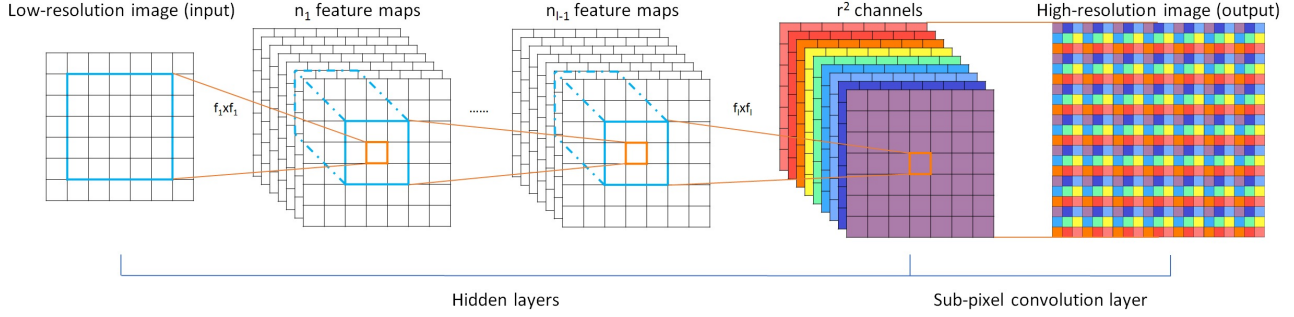 Low-resolution image (input)
n1 feature maps
nl-1 feature maps
r2 channels
High-resolution image (output)
f1xf1
......
flxfl
Hidden layers
Sub-pixel convolution layer